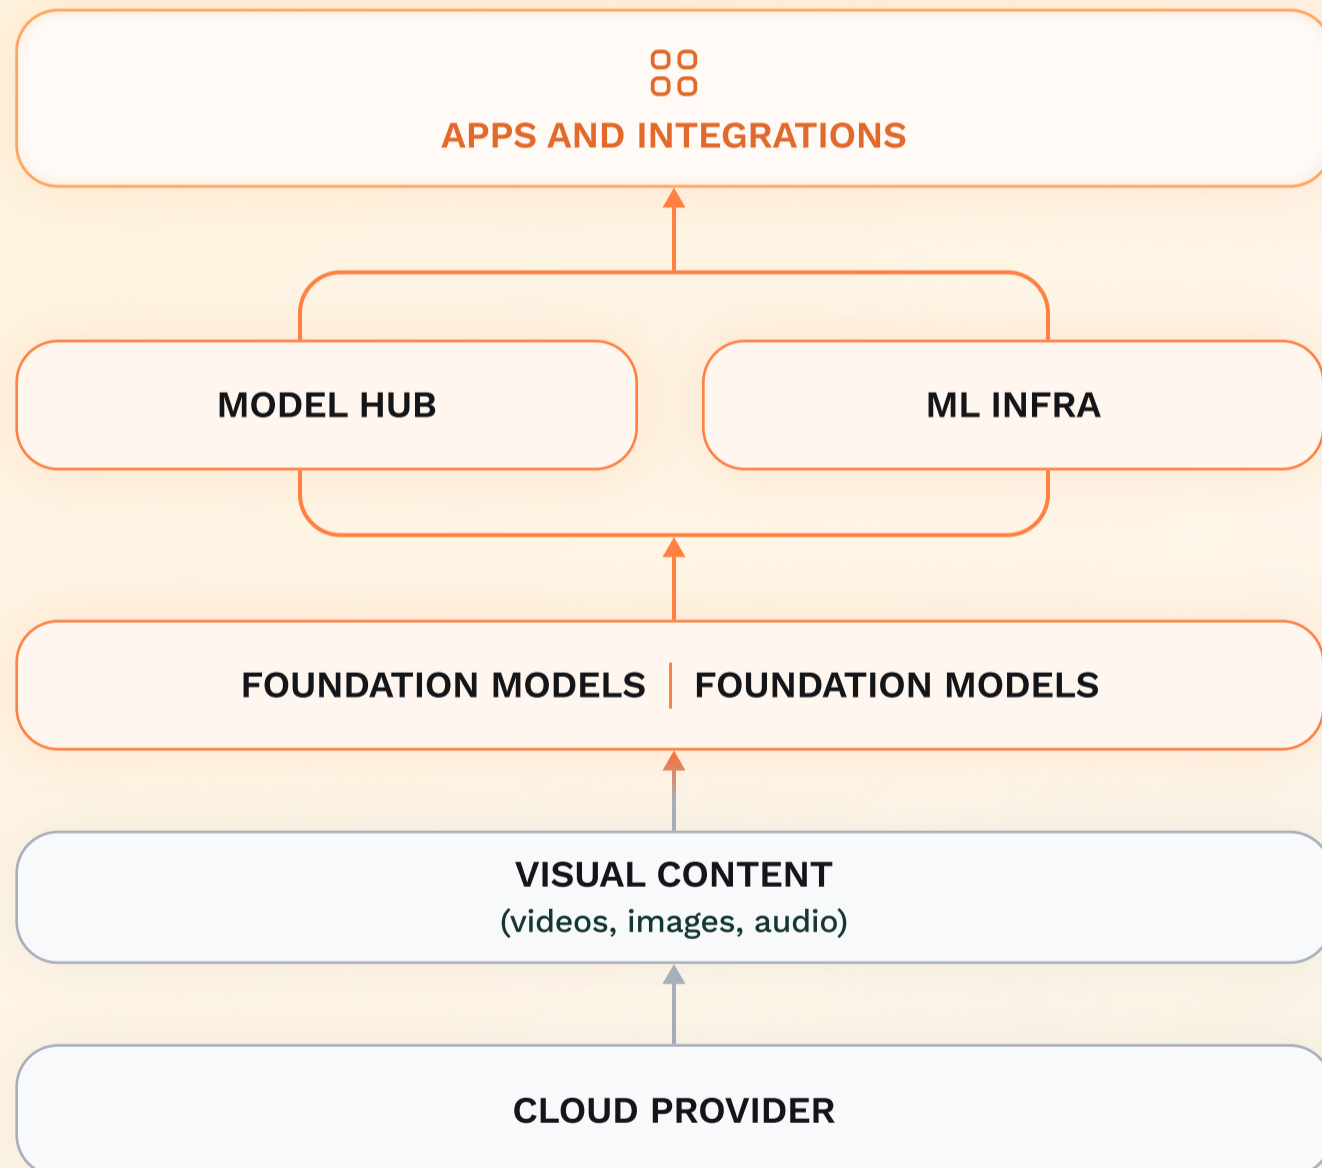 APPS AND INTEGRATIONS
MODEL HUB
ML INFRA
FOUNDATION MODELS | FOUNDATION MODELS
VISUAL CONTENT
(videos, images, audio)
CLOUD PROVIDER